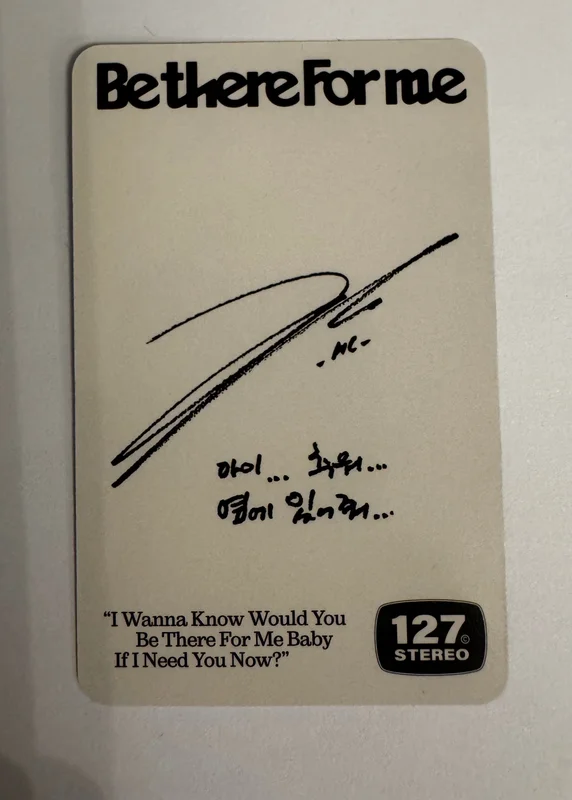 Be there For me
-HC-
아이... 추워...
옆에 있어줘...
“I Wanna Know Would You
Be There For Me Baby
If I Need You Now?”
127©
STEREO